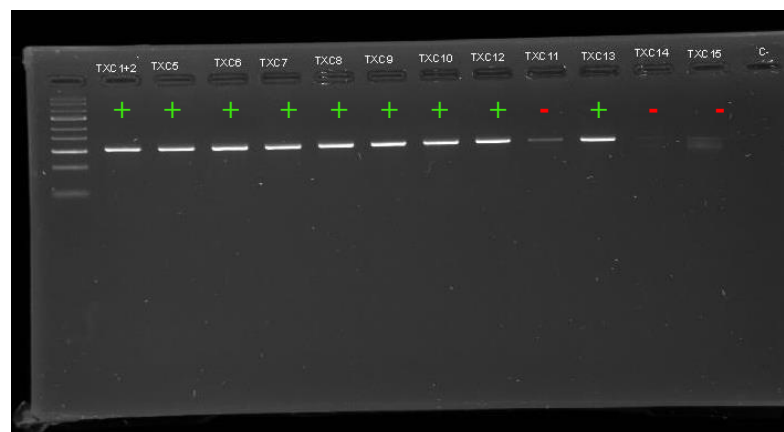 TXC1+2 TXC5 TXC6 TXC7 TXC8 TXC9 TXC10 TXC12 TXC11 TXC13 TXC14 TXC15 C-
+ + + + + + + + - + - -